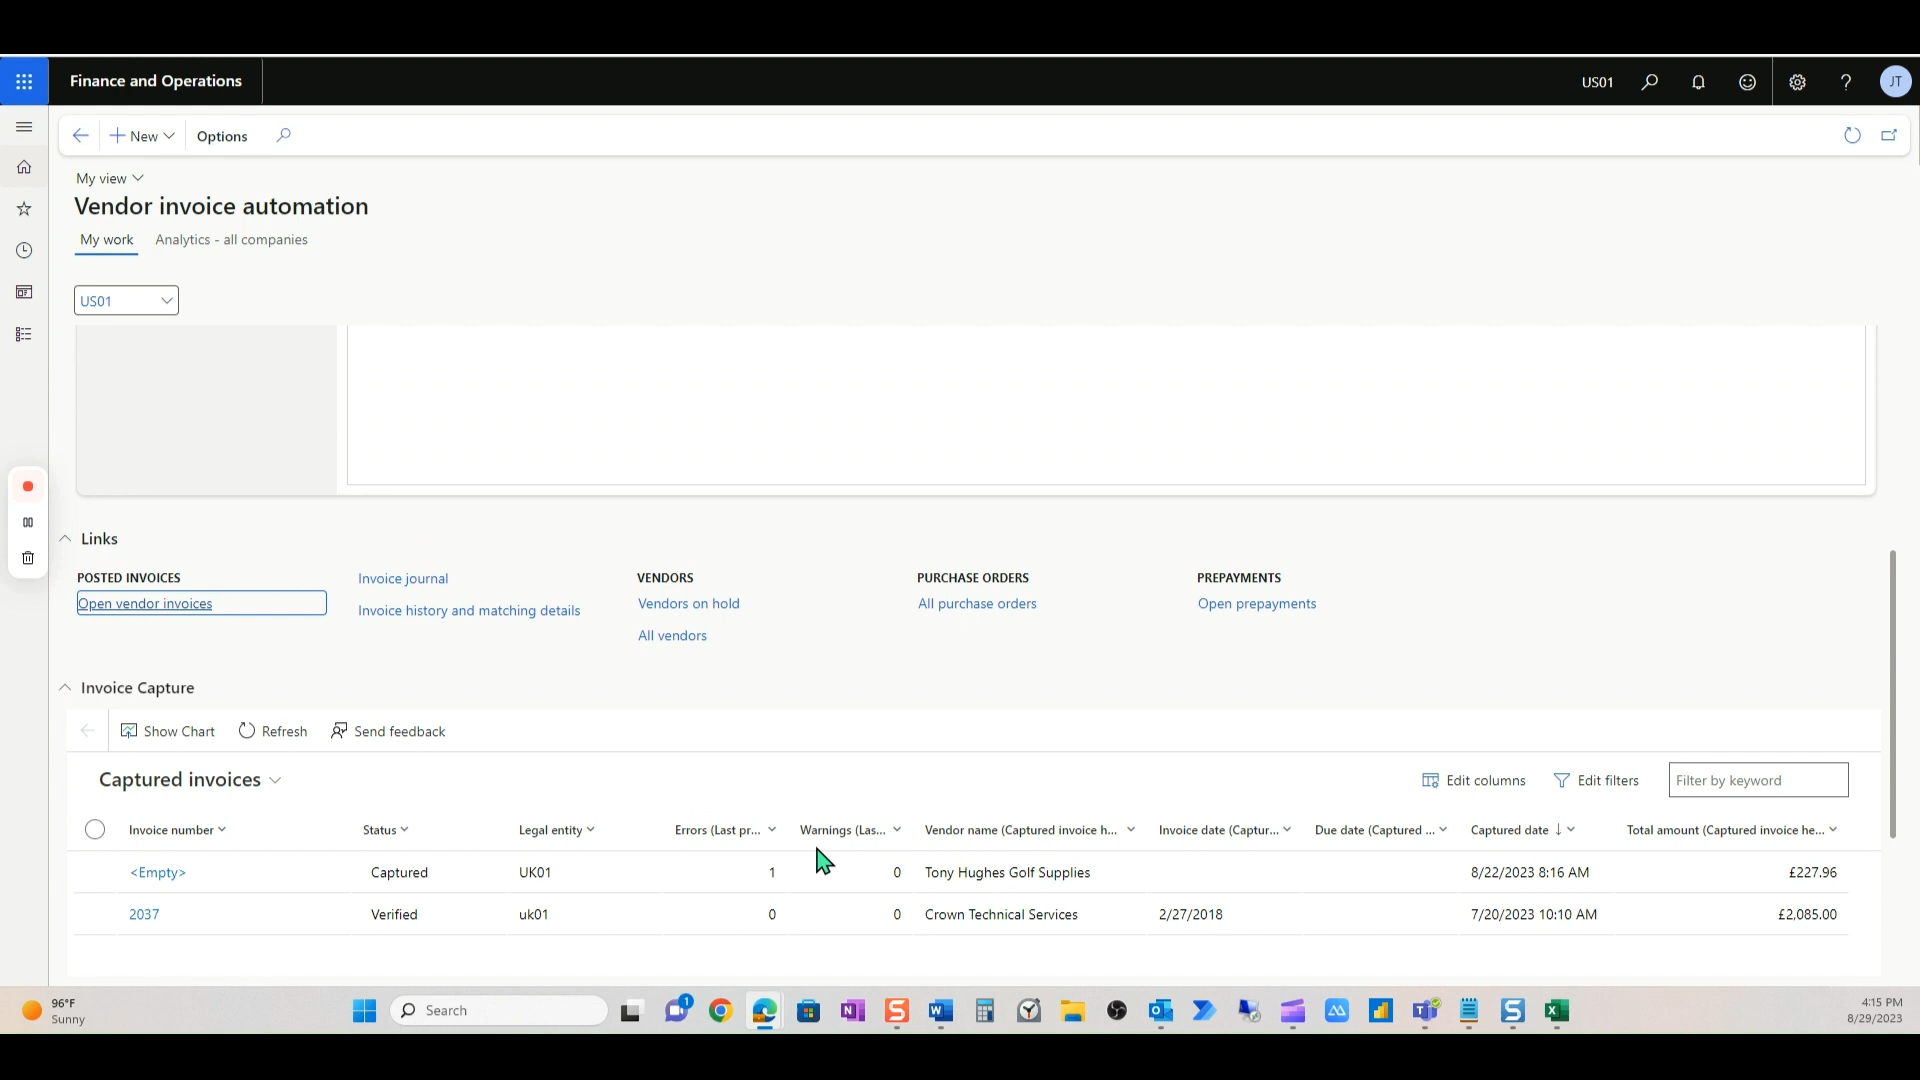 Finance and Operations
US01
?
JT
New
Options
My view
Vendor invoice automation
My work
Analytics - all companies
US01
Links
POSTED INVOICES
Open vendor invoices
Invoice journal
Invoice history and matching details
VENDORS
Vendors on hold
All vendors
PURCHASE ORDERS
All purchase orders
PREPAYMENTS
Open prepayments
Invoice Capture
Show Chart
Refresh
Send feedback
Captured invoices
Edit columns
Edit filters
Filter by keyword
Invoice number Status Legal entity Errors (Last pr... Warnings (Las... Vendor name (Captured invoice h... Invoice date (Captur... Due date (Captured ... Captured date ↓ Total amount (Captured invoice he...
<Empty> Captured UK01 1 0 Tony Hughes Golf Supplies 8/22/2023 8:16 AM £227.96
2037 Verified uk01 0 0 Crown Technical Services 2/27/2018 7/20/2023 10:10 AM £2,085.00
96°F
Sunny
Search
1
4:15 PM
8/29/2023